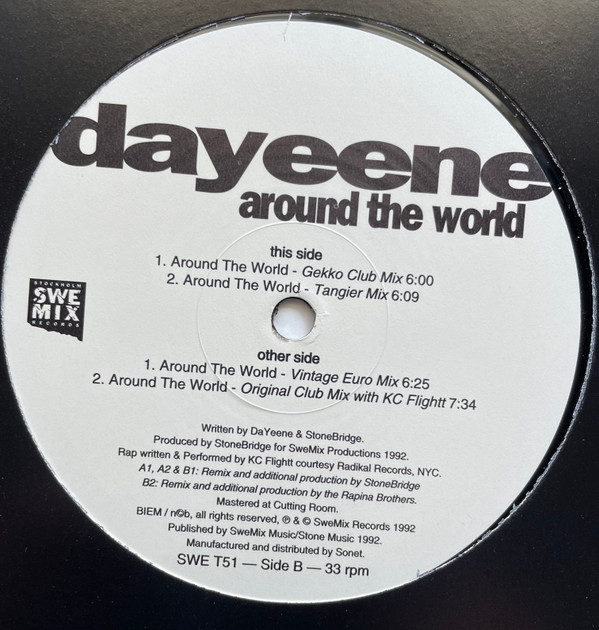 dayeene
around the world
this side
1. Around The World - Gekko Club Mix 6:00
2. Around The World - Tangier Mix 6:09
STOCKHOLM
SWE
MIX
RECORDS
other side
1. Around The World - Vintage Euro Mix 6:25
2. Around The World - Original Club Mix with KC Flightt 7:34
Written by DaYeene & StoneBridge.
Produced by StoneBridge for SweMix Productions 1992.
Rap written & Performed by KC Flightt courtesy Radikal Records, NYC.
A1, A2 & B1: Remix and additional production by StoneBridge
B2: Remix and additional production by the Rapina Brothers.
Mastered at Cutting Room.
BIEM / n©b, all rights reserved, ℗ & © SweMix Records 1992
Published by SweMix Music/Stone Music 1992.
Manufactured and distributed by Sonet.
SWE T51 — Side B — 33 rpm